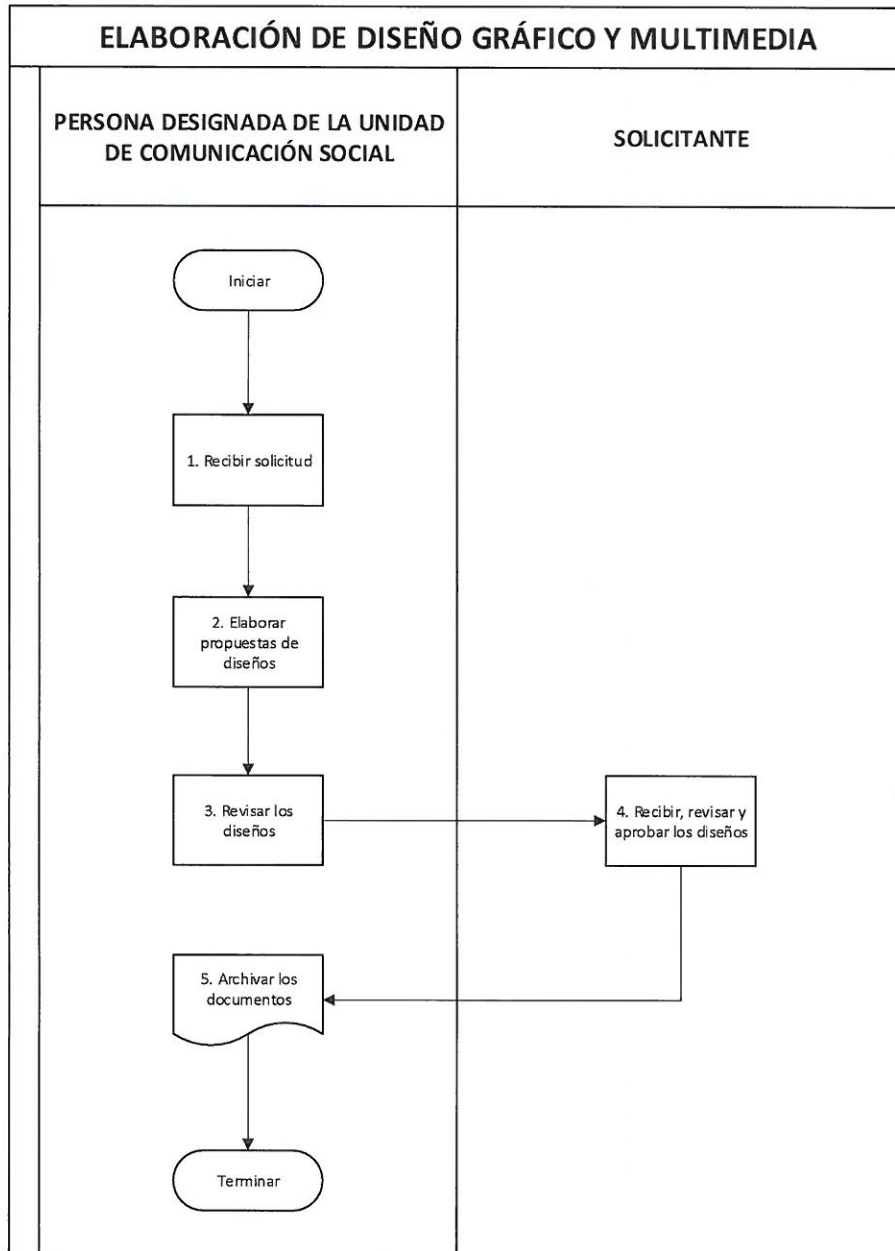 ELABORACIÓN DE DISEÑO GRÁFICO Y MULTIMEDIA
PERSONA DESIGNADA DE LA UNIDAD
DE COMUNICACIÓN SOCIAL
SOLICITANTE
Iniciar
1. Recibir solicitud
2. Elaborar
propuestas de
diseños
3. Revisar los
diseños
4. Recibir, revisar y
aprobar los diseños
5. Archivar los
documentos
Terminar